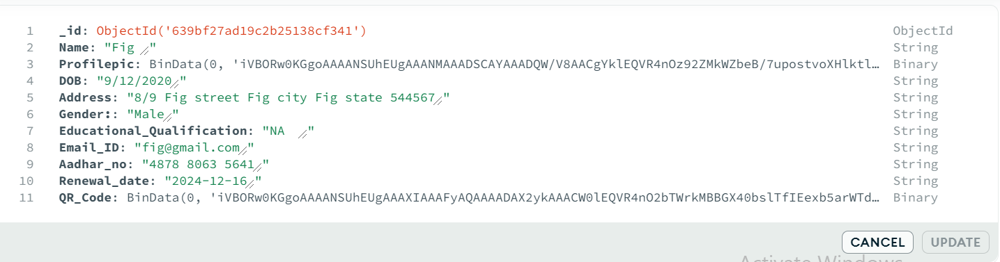 1 _id: ObjectId('639bf27ad19c2b25138cf341') ObjectId
2 Name: "Fig " String
3 Profilepic: BinData(0, 'iVBORw0KGgoAAAANSUhEUgAAANMAAADSCAYAAADQW/V8AACgYklEQVR4nOz92ZMkWZbeB/7upostvoXHlktl… Binary
4 DOB: "9/12/2020" String
5 Address: "8/9 Fig street Fig city Fig state 544567" String
6 Gender:: "Male" String
7 Educational_Qualification: "NA  " String
8 Email_ID: "fig@gmail.com" String
9 Aadhar_no: "4878 8063 5641" String
10 Renewal_date: "2024-12-16" String
11 QR_Code: BinData(0, 'iVBORw0KGgoAAAANSUhEUgAAAXIAAAFyAQAAAADAX2ykAAACW0lEQVR4nO2bTWrkMBBGX40bslTfIEexb5arWTd… Binary
CANCEL UPDATE
Activate Windows